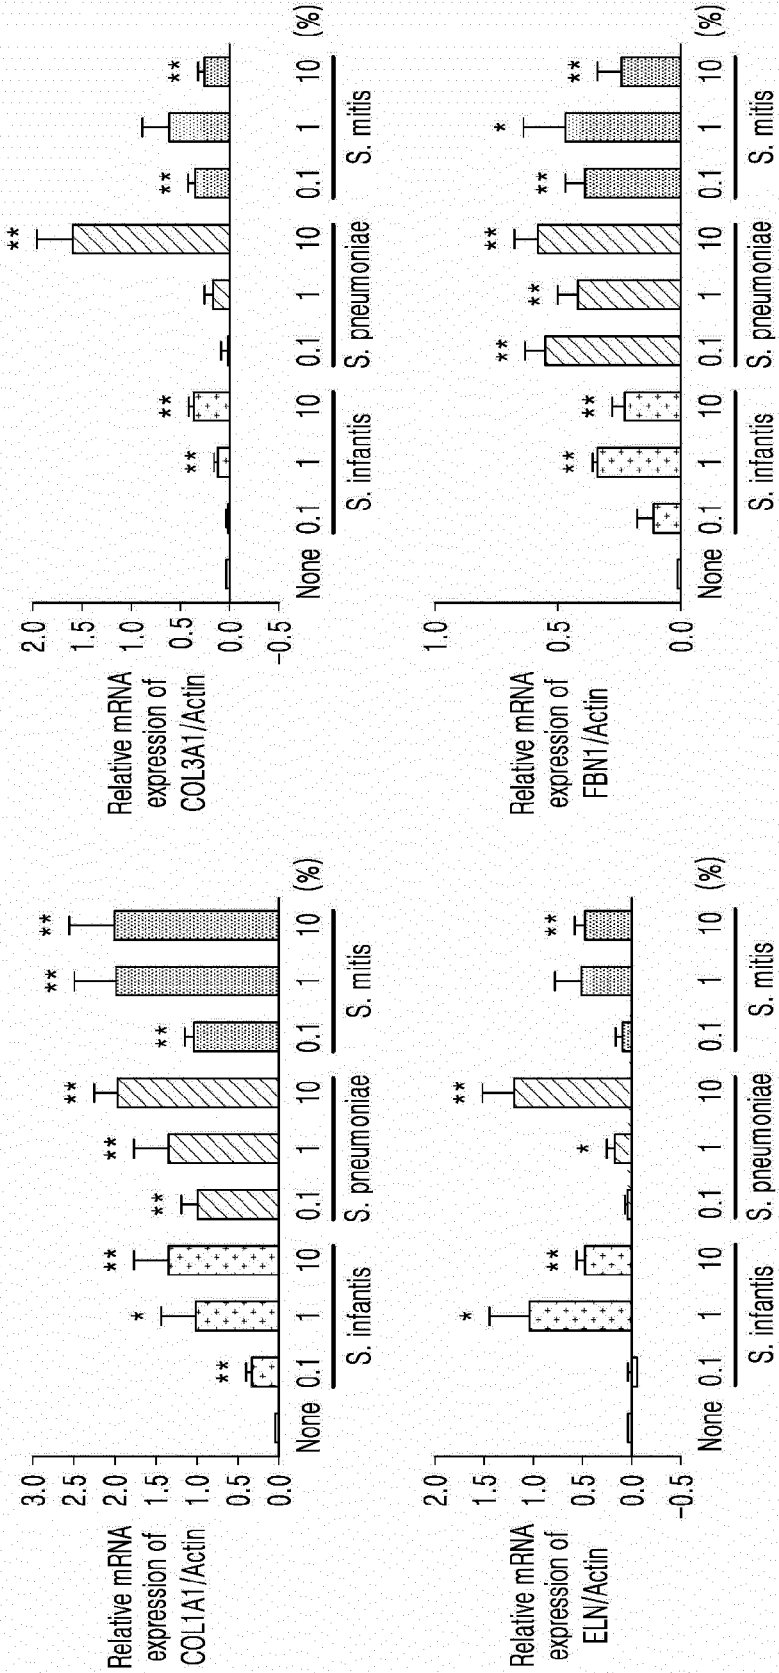 Relative mRNA
expression of
COL1A1/Actin
3.0
2.5
2.0
1.5
1.0
0.5
0.0
** * ** ** ** ** ** ** **
None 0.1 1 10 0.1 1 10 0.1 1 10 (%)
S. infantis S. pneumoniae S. mitis
Relative mRNA
expression of
COL3A1/Actin
2.0
1.5
1.0
0.5
0.0
-0.5
** ** ** ** **
None 0.1 1 10 0.1 1 10 0.1 1 10 (%)
S. infantis S. pneumoniae S. mitis
Relative mRNA
expression of
ELN/Actin
2.0
1.5
1.0
0.5
0.0
-0.5
* ** * ** **
None 0.1 1 10 0.1 1 10 0.1 1 10 (%)
S. infantis S. pneumoniae S. mitis
Relative mRNA
expression of
FBN1/Actin
1.0
0.5
0.0
** ** ** ** ** ** * **
None 0.1 1 10 0.1 1 10 0.1 1 10 (%)
S. infantis S. pneumoniae S. mitis